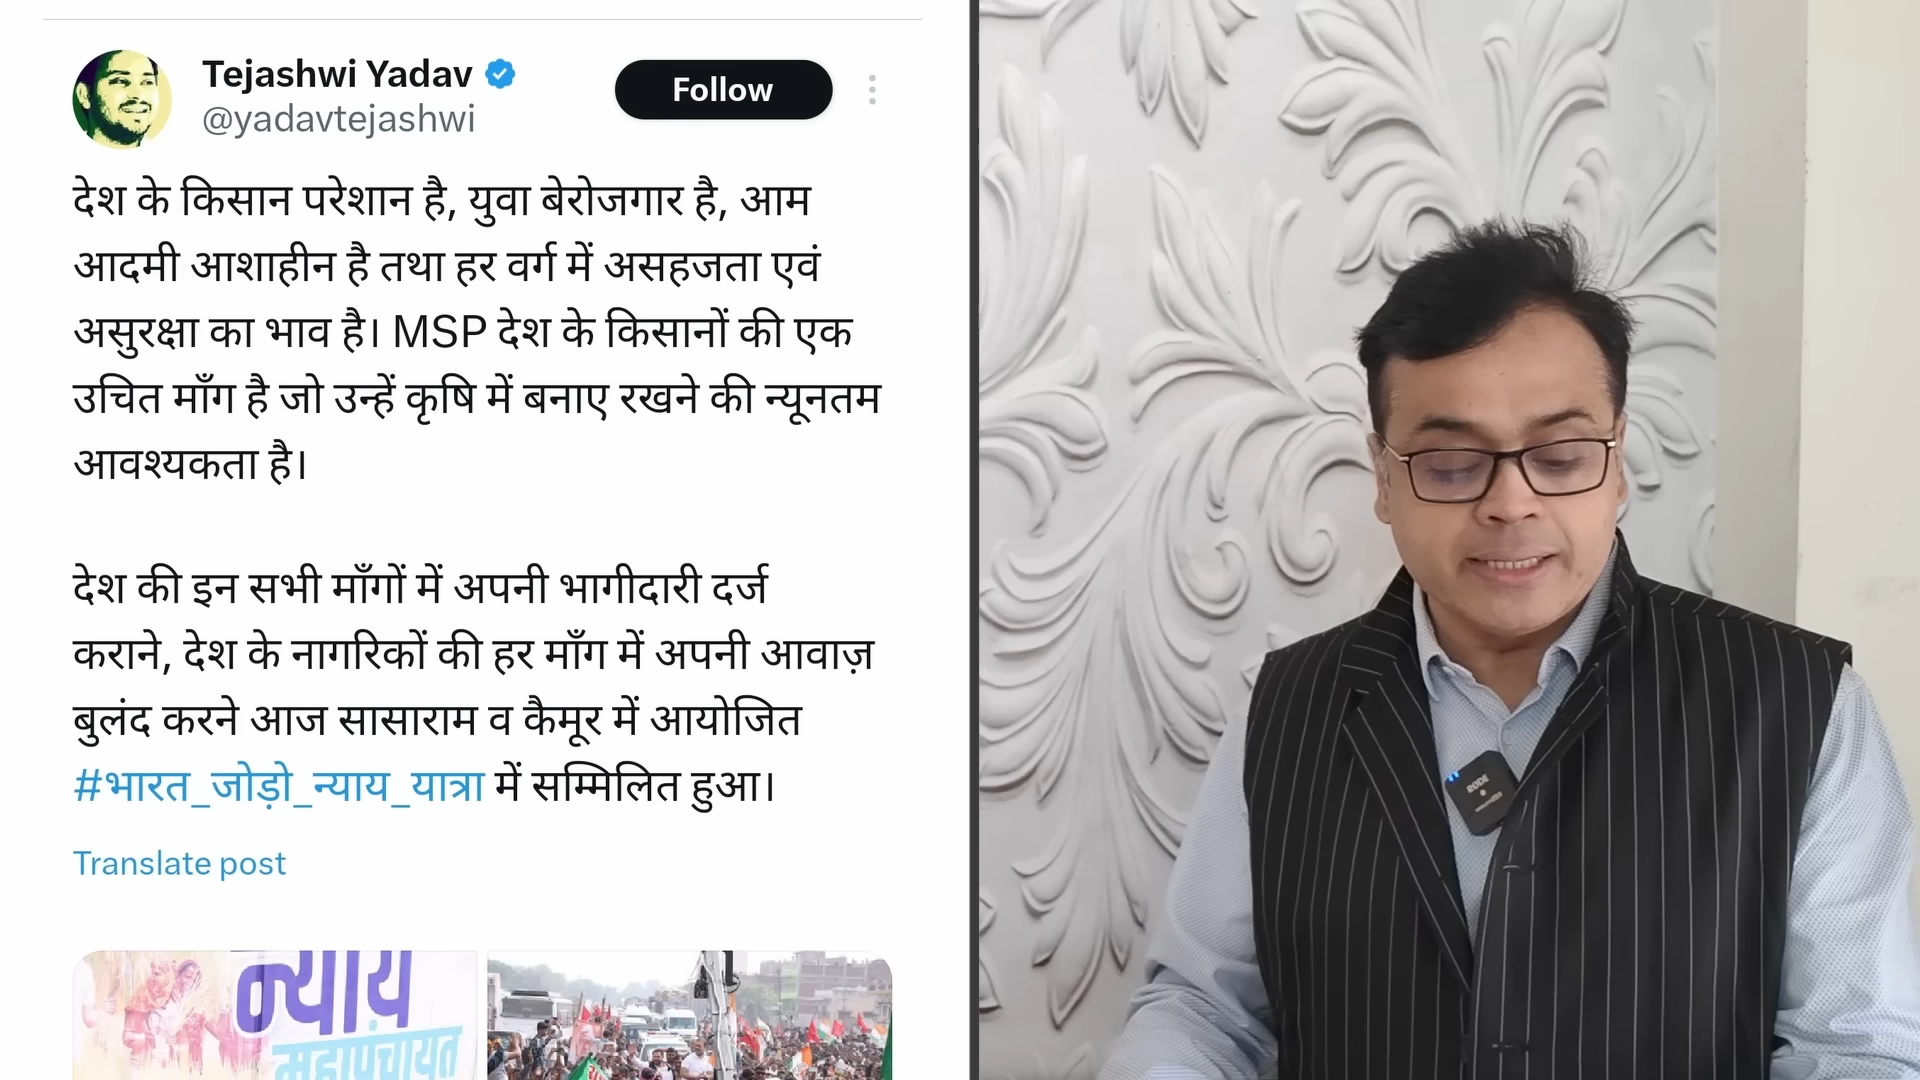 Tejashwi Yadav
@yadavtejashwi
Follow
देश के किसान परेशान है, युवा बेरोजगार है, आम
आदमी आशाहीन है तथा हर वर्ग में असहजता एवं
असुरक्षा का भाव है। MSP देश के किसानों की एक
उचित माँग है जो उन्हें कृषि में बनाए रखने की न्यूनतम
आवश्यकता है।
देश की इन सभी माँगों में अपनी भागीदारी दर्ज
कराने, देश के नागरिकों की हर माँग में अपनी आवाज़
बुलंद करने आज सासाराम व कैमूर में आयोजित
#भारत_जोड़ो_न्याय_यात्रा में सम्मिलित हुआ।
Translate post
न्याय
महापंचायत
RODE